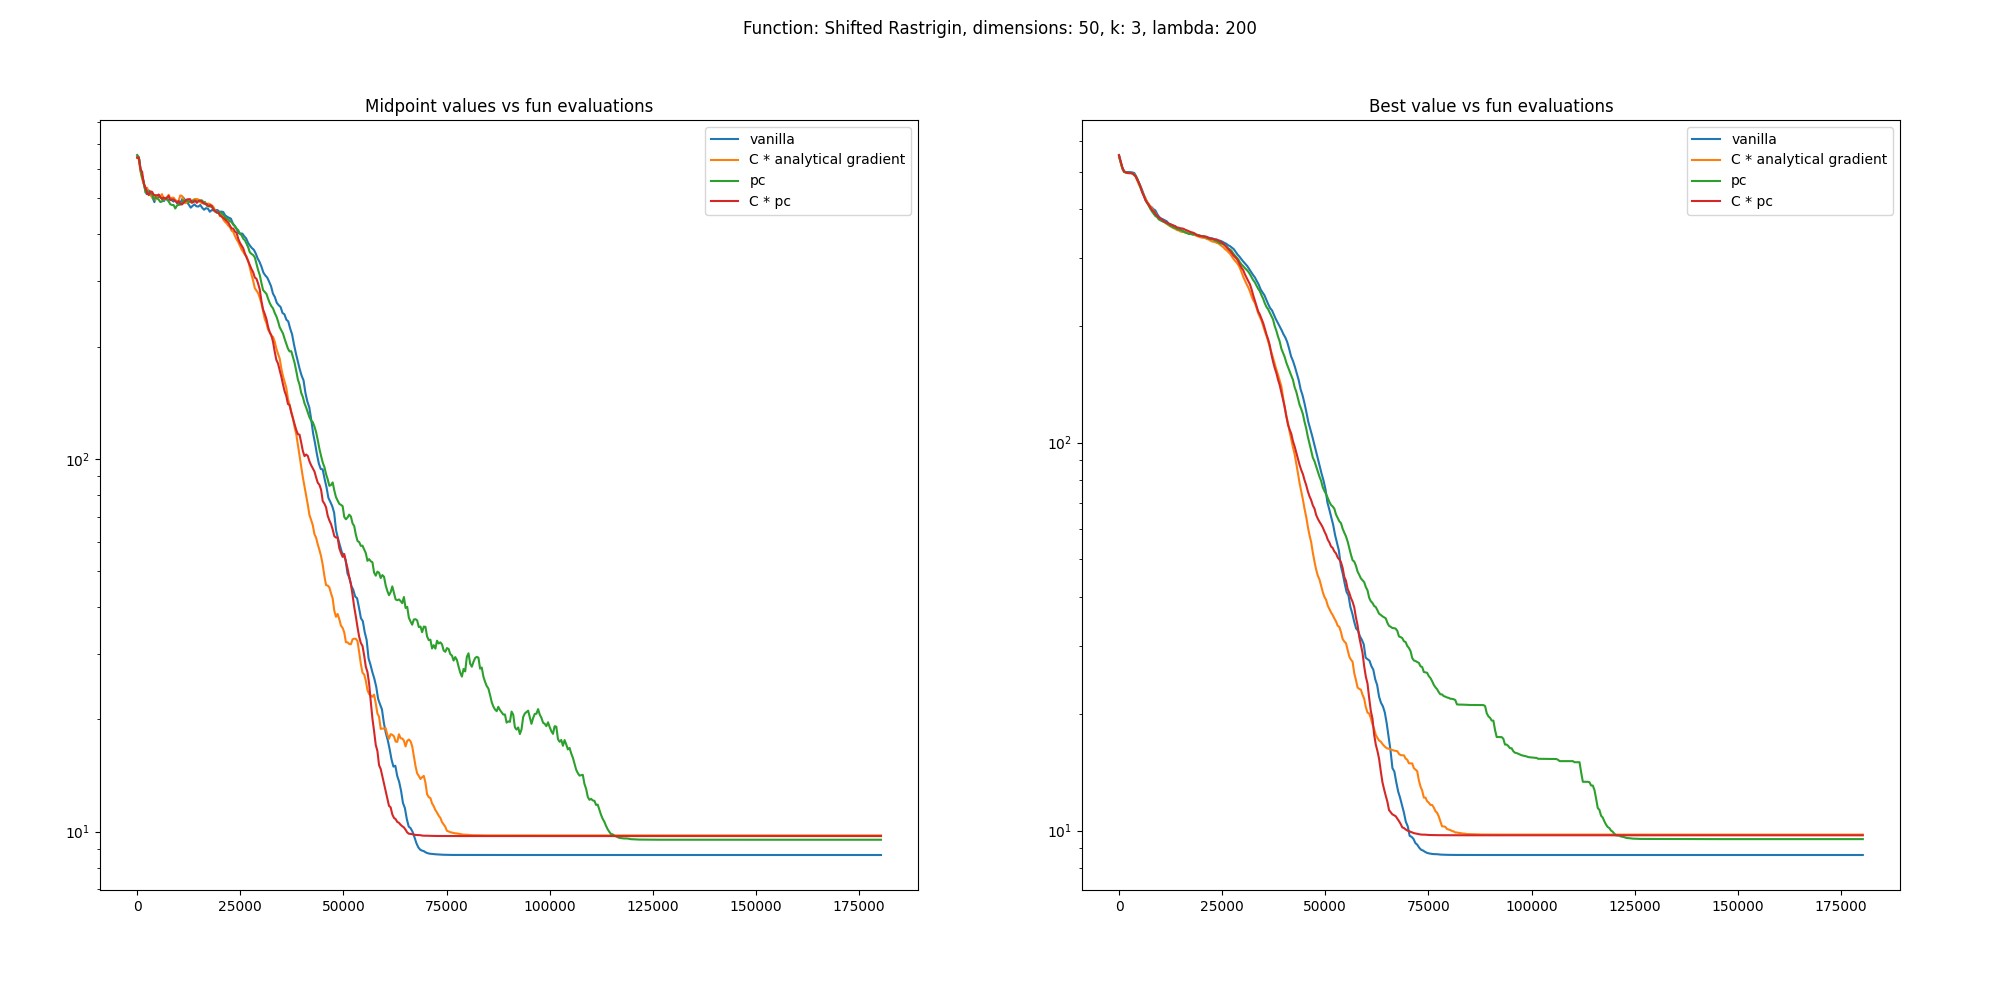 Function: Shifted Rastrigin, dimensions: 50, k: 3, lambda: 200
Midpoint values vs fun evaluations
vanilla
C * analytical gradient
pc
C * pc
10²
10¹
0 25000 50000 75000 100000 125000 150000 175000
Best value vs fun evaluations
vanilla
C * analytical gradient
pc
C * pc
10²
10¹
0 25000 50000 75000 100000 125000 150000 175000